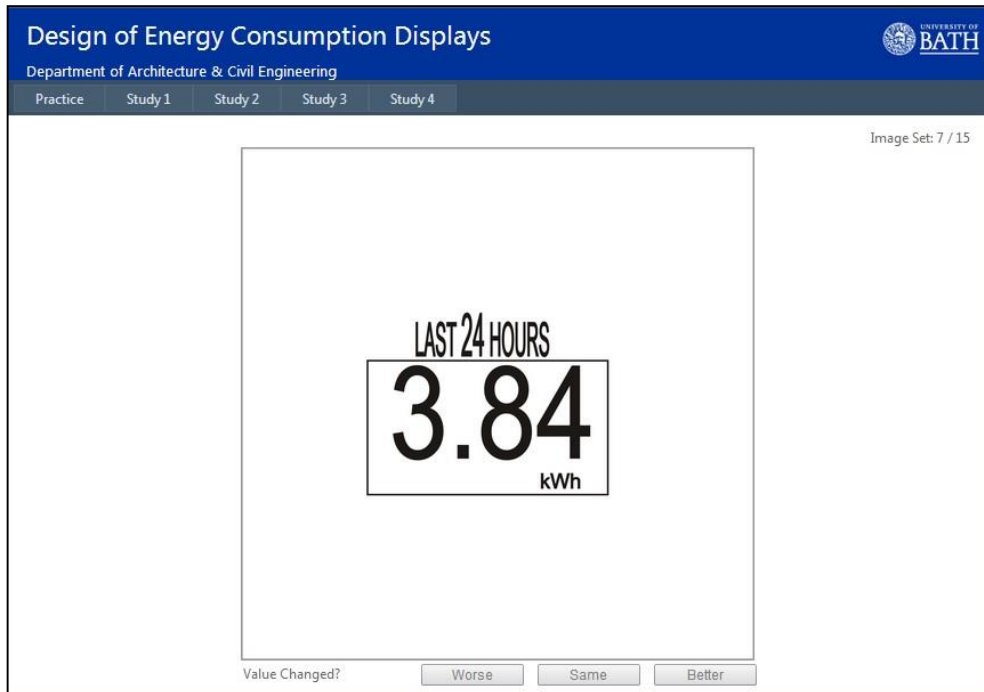 Design of Energy Consumption Displays
UNIVERSITY OF
BATH
Department of Architecture & Civil Engineering
Practice Study 1 Study 2 Study 3 Study 4
Image Set: 7 / 15
LAST 24 HOURS
3.84
kWh
Value Changed? Worse Same Better